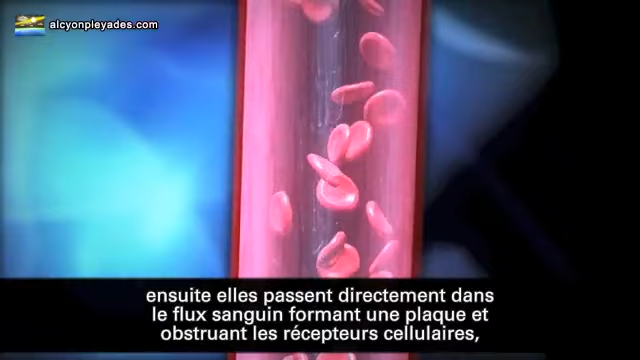 alcyonpleyades.com
ensuite elles passent directement dans
le flux sanguin formant une plaque et
obstruant les récepteurs cellulaires,